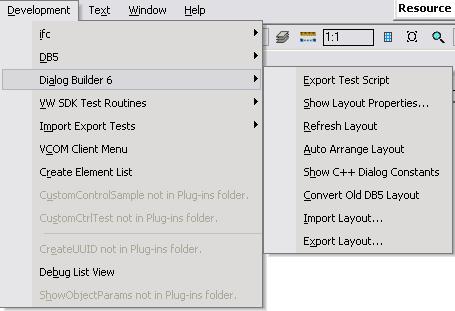 Development Text Window Help
Resource
1:1
ifc
DB5
Dialog Builder 6
VW SDK Test Routines
Import Export Tests
VCOM Client Menu
Create Element List
CustomControlSample not in Plug-ins folder.
CustomCtrlTest not in Plug-ins folder.
CreateUUID not in Plug-ins folder.
Debug List View
ShowObjectParams not in Plug-ins folder.
Export Test Script
Show Layout Properties...
Refresh Layout
Auto Arrange Layout
Show C++ Dialog Constants
Convert Old DB5 Layout
Import Layout...
Export Layout...